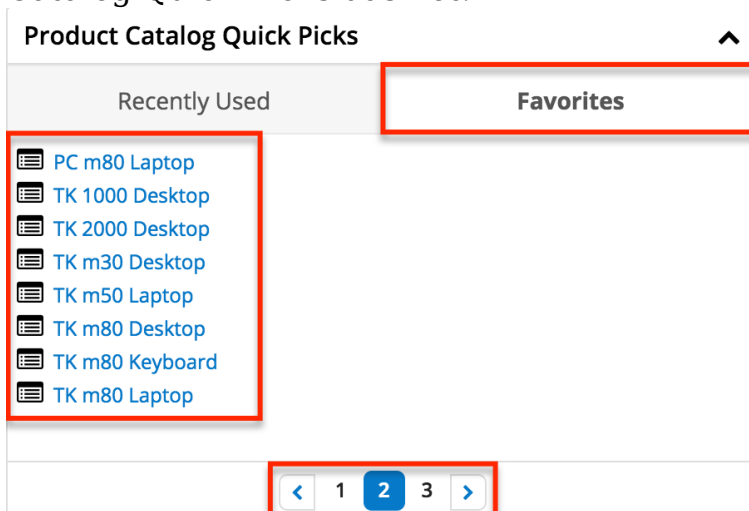 Product Catalog Quick Picks
Recently Used
Favorites
PC m80 Laptop
TK 1000 Desktop
TK 2000 Desktop
TK m30 Desktop
TK m50 Laptop
TK m80 Desktop
TK m80 Keyboard
TK m80 Laptop
1 2 3